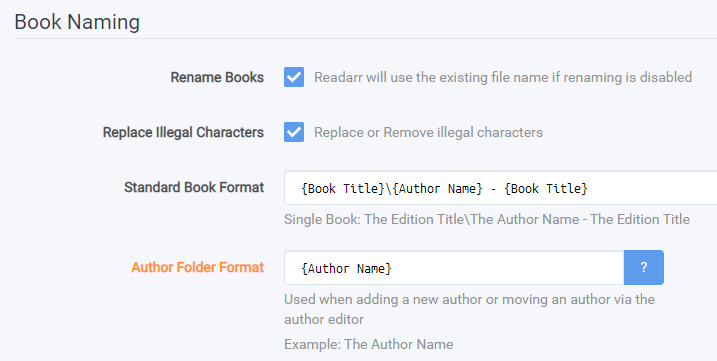 Book Naming
Rename Books Readarr will use the existing file name if renaming is disabled
Replace Illegal Characters Replace or Remove illegal characters
Standard Book Format {Book Title}\{Author Name} - {Book Title}
Single Book: The Edition Title\The Author Name - The Edition Title
Author Folder Format {Author Name} ?
Used when adding a new author or moving an author via the
author editor
Example: The Author Name